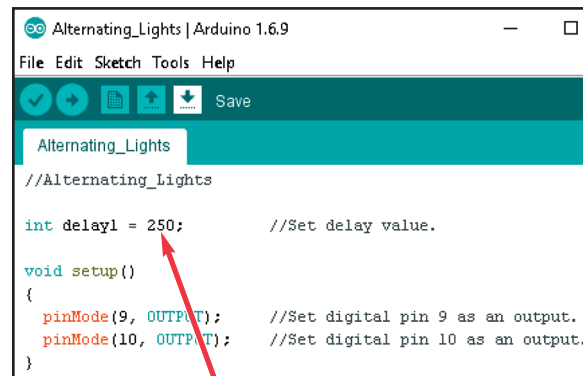 Alternating_Lights | Arduino 1.6.9
File Edit Sketch Tools Help
Save
Alternating_Lights
//Alternating_Lights
int delay1 = 250; //Set delay value.
void setup()
{
pinMode(9, OUTPUT); //Set digital pin 9 as an output.
pinMode(10, OUTPUT); //Set digital pin 10 as an output.
}